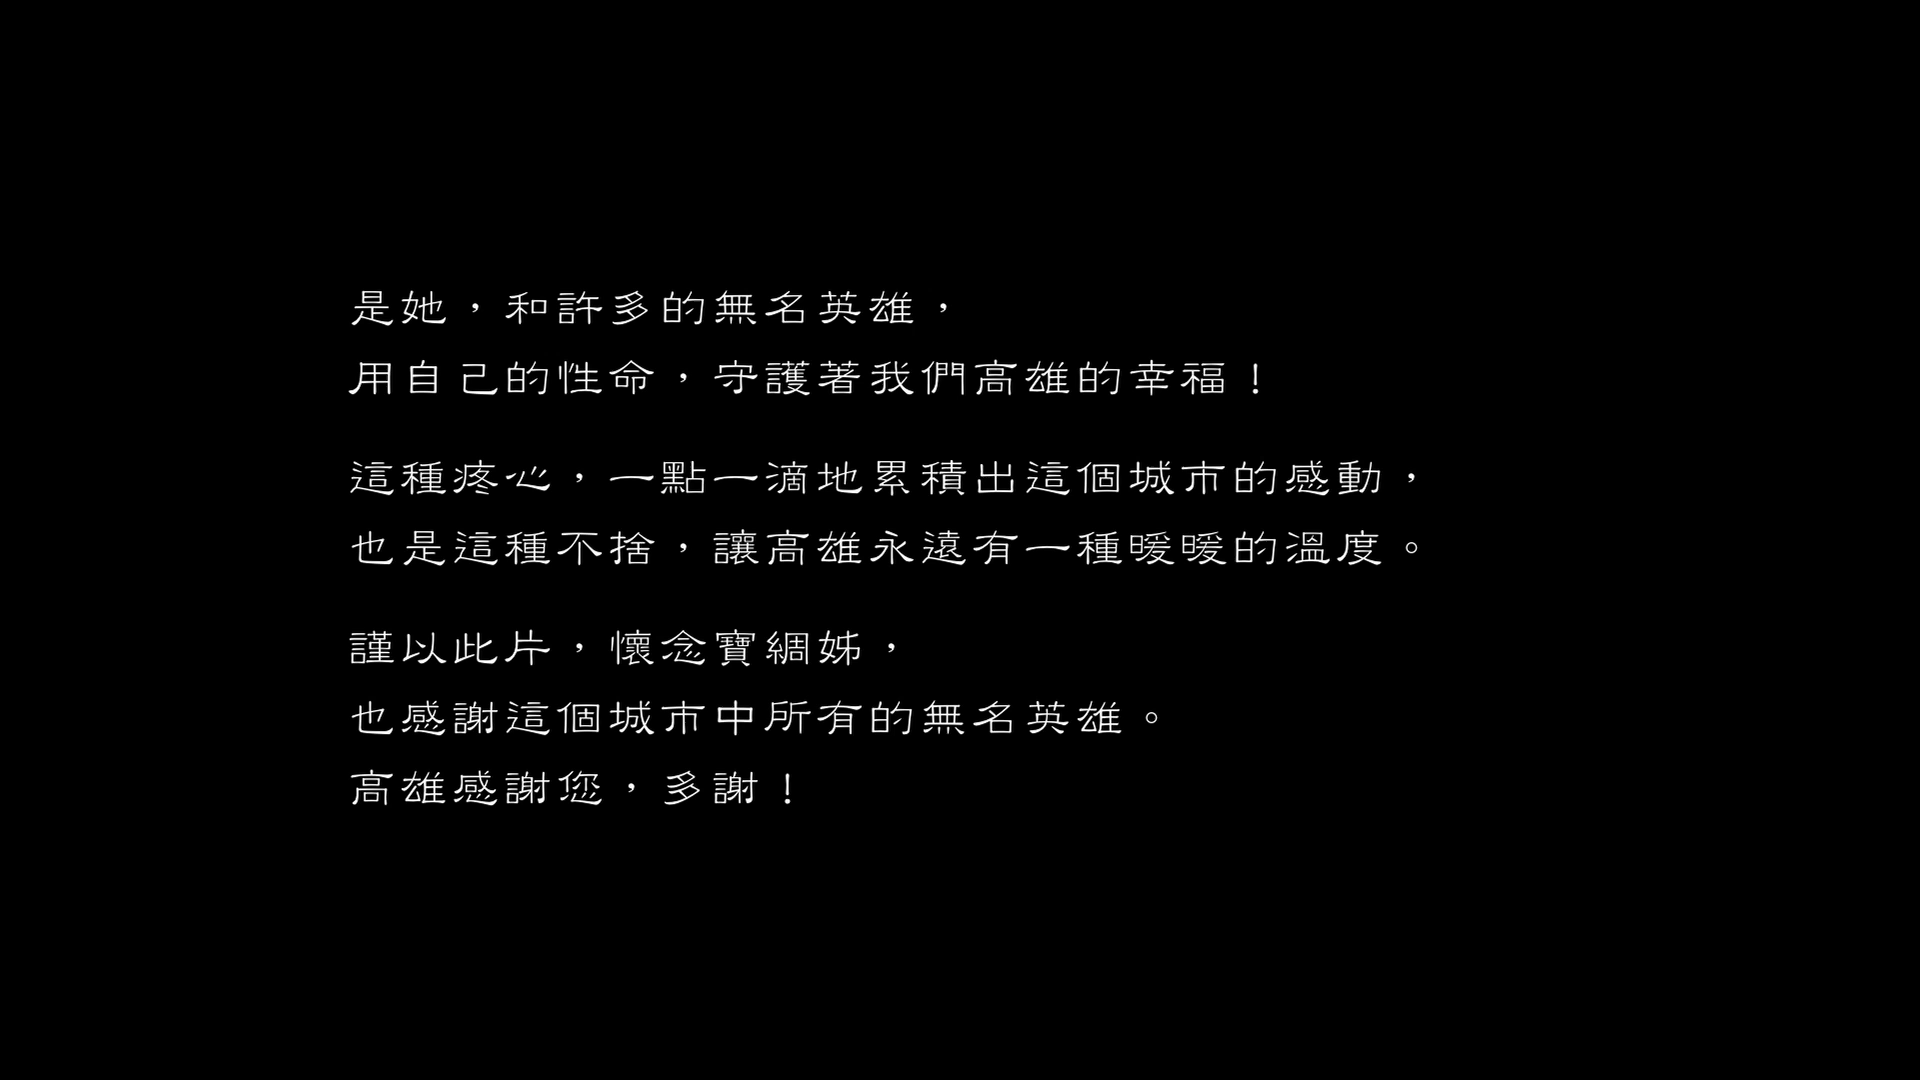 是她，和許多的無名英雄，
用自己的性命，守護著我們高雄的幸福！
這種疼心，一點一滴地累積出這個城市的感動，
也是這種不捨，讓高雄永遠有一種暖暖的溫度。
謹以此片，懷念寶綢姊，
也感謝這個城市中所有的無名英雄。
高雄感謝您，多謝！